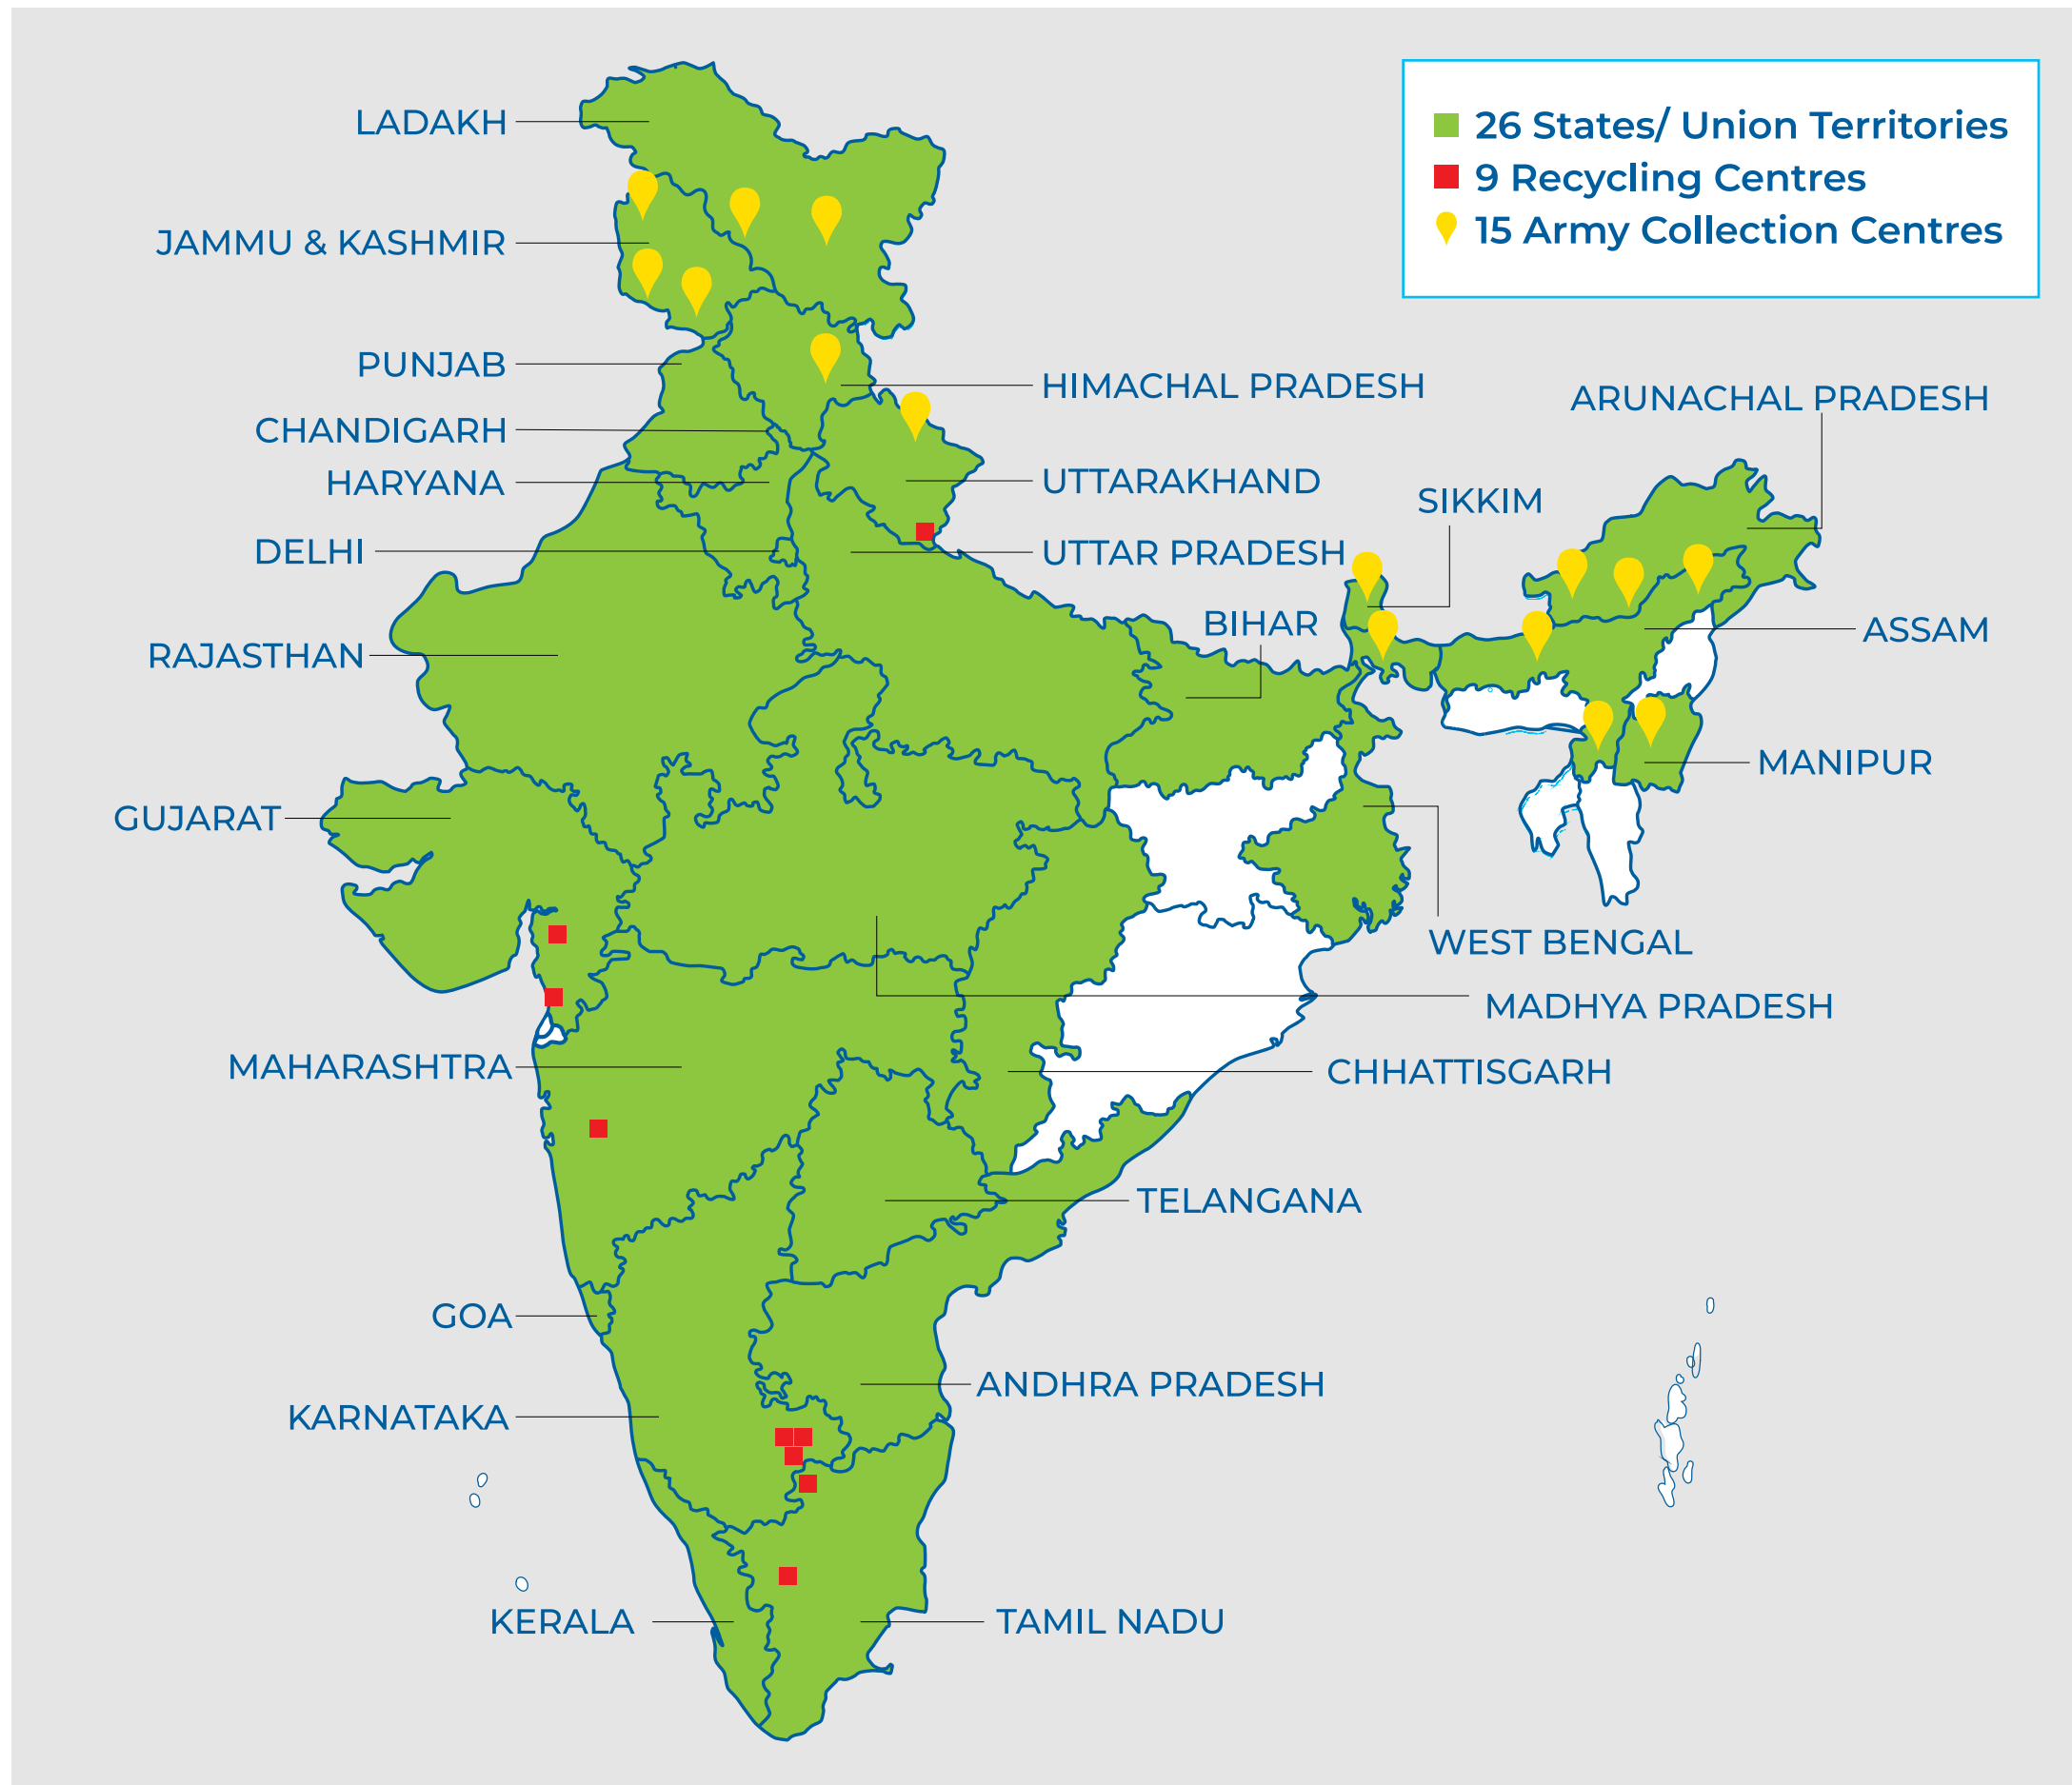 26 States/ Union Territories
9 Recycling Centres
15 Army Collection Centres
LADAKH
JAMMU & KASHMIR
PUNJAB
HIMACHAL PRADESH
ARUNACHAL PRADESH
CHANDIGARH
HARYANA
UTTARAKHAND
SIKKIM
DELHI
UTTAR PRADESH
BIHAR
ASSAM
RAJASTHAN
MANIPUR
GUJARAT
WEST BENGAL
MADHYA PRADESH
MAHARASHTRA
CHHATTISGARH
TELANGANA
GOA
ANDHRA PRADESH
KARNATAKA
KERALA
TAMIL NADU